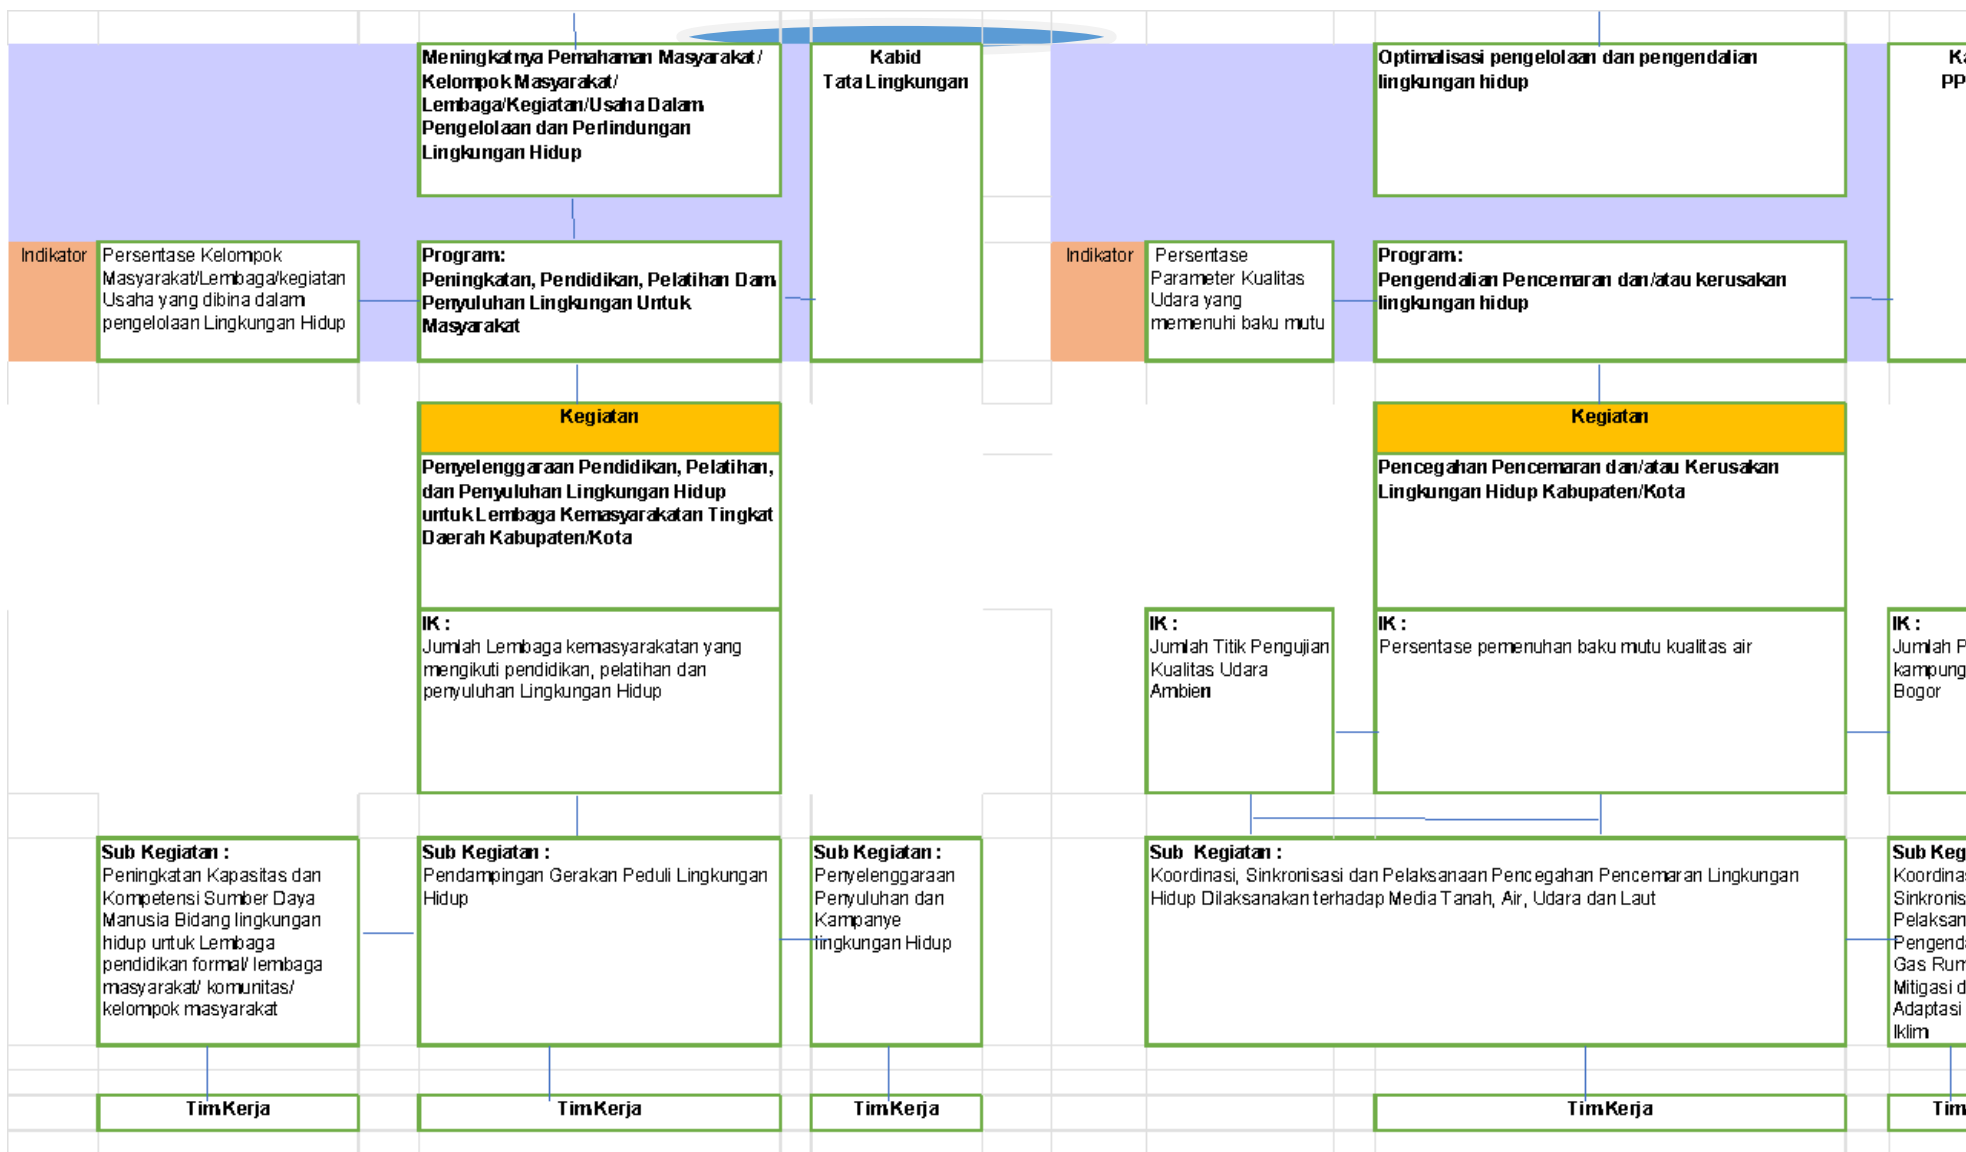 Meningkatnya Pemahaman Masyarakat/
Kelompok Masyarakat/
Lembaga/Kegiatan/Usaha Dalam
Pengelolaan dan Perlindungan
Lingkungan Hidup
Kabid
Tata Lingkungan
Optimalisasi pengelolaan dan pengendalian
lingkungan hidup
Indikator
Persentase Kelompok
Masyarakat/Lembaga/kegiatan
Usaha yang dibina dalam
pengelolaan Lingkungan Hidup
Program:
Peningkatan, Pendidikan, Pelatihan Dam
Penyuluhan Lingkungan Untuk
Masyarakat
Indikator
Persentase
Parameter Kualitas
Udara yang
memenuhi baku mutu
Program:
Pengendalian Pencemaran dan/atau kerusakan
lingkungan hidup
Kegiatan
Penyelenggaraan Pendidikan, Pelatihan,
dan Penyuluhan Lingkungan Hidup
untuk Lembaga Kemasyarakatan Tingkat
Daerah Kabupaten/Kota
Kegiatan
Pencegahan Pencemaran dan/atau Kerusakan
Lingkungan Hidup Kabupaten/Kota
IK :
Jumlah Lembaga kemasyarakatan yang
mengikuti pendidikan, pelatihan dan
penyuluhan Lingkungan Hidup
IK :
Jumlah Titik Pengujian
Kualitas Udara
Ambien
IK :
Persentase pemenuhan baku mutu kualitas air
IK :
Jumlah
kampung
Bogor
Sub Kegiatan :
Peningkatan Kapasitas dan
Kompetensi Sumber Daya
Manusia Bidang lingkungan
hidup untuk Lembaga
pendidikan formal/ lembaga
masyarakat/ komunitas/
kelompok masyarakat
Sub Kegiatan :
Pendampingan Gerakan Peduli Lingkungan
Hidup
Sub Kegiatan :
Penyelenggaraan
Penyuluhan dan
Kampanye
lingkungan Hidup
Sub Kegiatan :
Koordinasi, Sinkronisasi dan Pelaksanaan Pencegahan Pencemaran Lingkungan
Hidup Dilaksanakan terhadap Media Tanah, Air, Udara dan Laut
Sub
Gas
Mitigasi
Adaptasi
Iklim
Tim Kerja
Tim Kerja
Tim Kerja
Tim Kerja
Tim